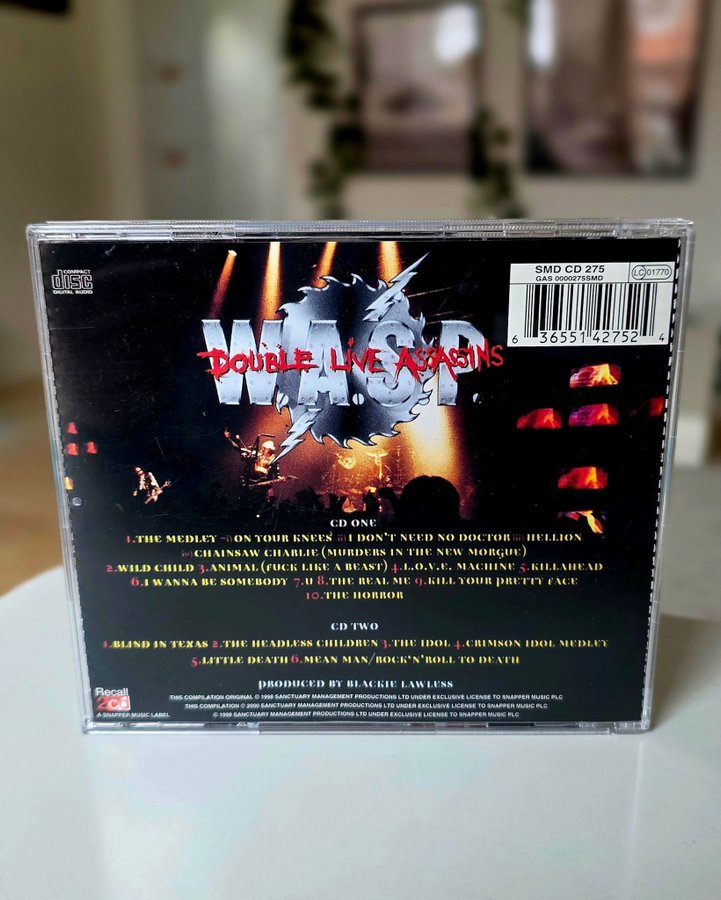 COMPACT
disc
DIGITAL AUDIO
SMD CD 275
GAS 0000275SMD
LC 01770
6 36551 42752 4
W.A.S.P.
DOUBLE LIVE ASSASSINS
CD ONE
1.THE MEDLEY -i) ON YOUR KNEES ii) I DON'T NEED NO DOCTOR iii) HELLION
iv) CHAINSAW CHARLIE (MURDERS IN THE NEW MORGUE)
2.WILD CHILD 3.ANIMAL (FUCK LIKE A BEAST) 4.L.O.V.E. MACHINE 5.KILLAHEAD
6.I WANNA BE SOMEBODY 7.U 8.THE REAL ME 9.KILL YOUR PRETTY FACE
10.THE HORROR
CD TWO
1.BLIND IN TEXAS 2.THE HEADLESS CHILDREN 3.THE IDOL 4.CRIMSON IDOL MEDLEY
5.LITTLE DEATH 6.MEAN MAN/ROCK'N'ROLL TO DEATH
PRODUCED BY BLACKIE LAWLESS
Recall
2cd
A SNAPPER MUSIC LABEL
THIS COMPILATION ORIGINAL © 1998 SANCTUARY MANAGEMENT PRODUCTIONS LTD UNDER EXCLUSIVE LICENSE TO SNAPPER MUSIC PLC
THIS COMPILATION ℗ 2000 SANCTUARY MANAGEMENT PRODUCTIONS LTD UNDER EXCLUSIVE LICENSE TO SNAPPER MUSIC PLC
© 1998 SANCTUARY MANAGEMENT PRODUCTIONS LTD UNDER EXCLUSIVE LICENSE TO SNAPPER MUSIC PLC